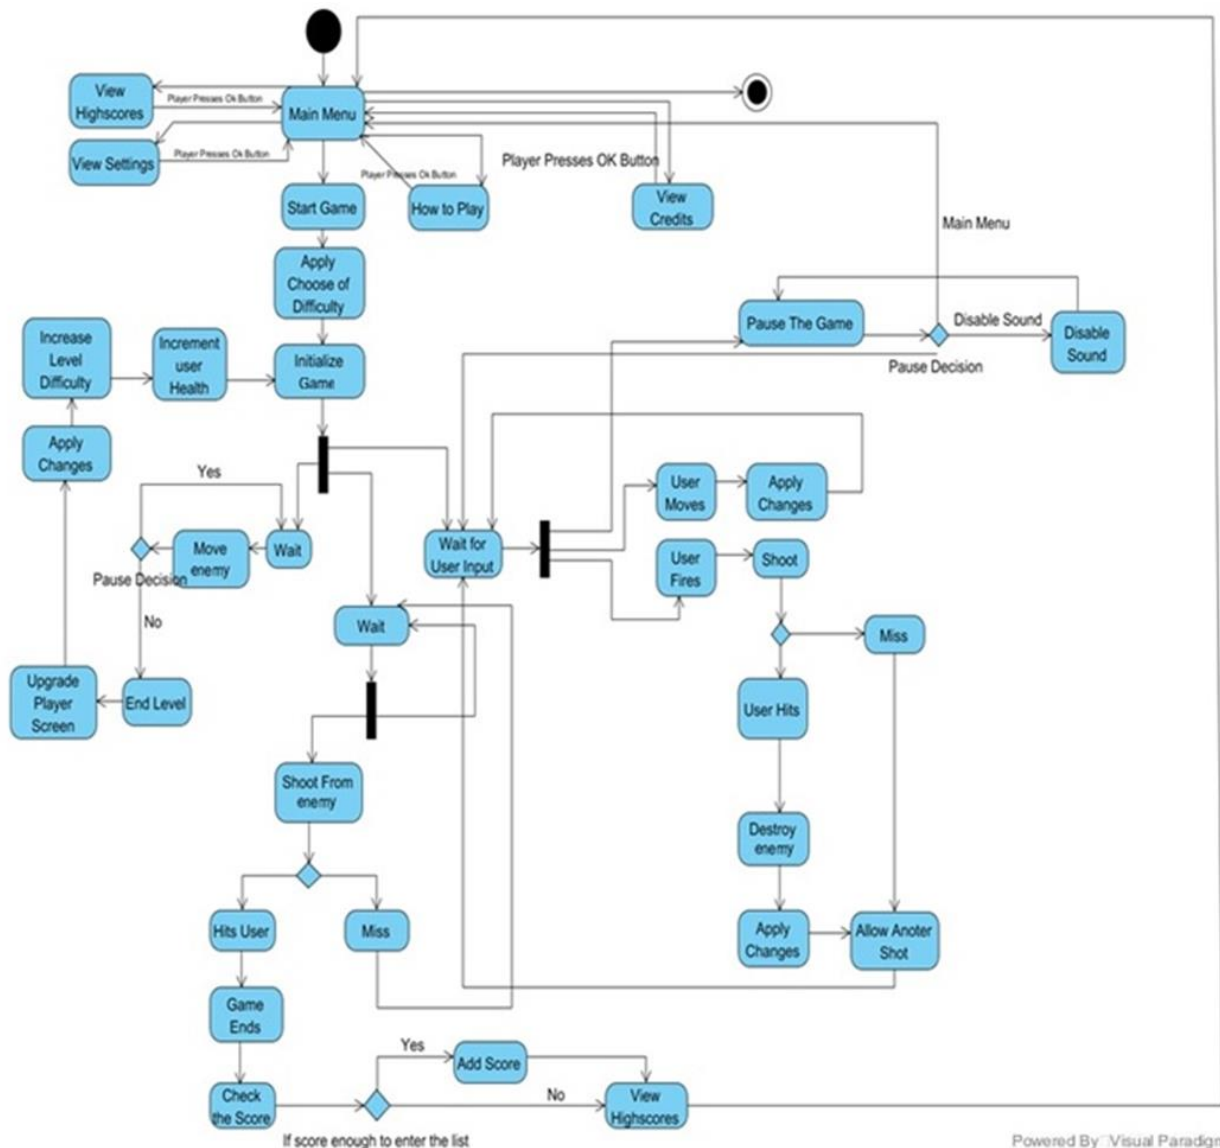 View
Highscores
Player Presses Ok Button
Main Menu
View Settings
Player Presses Ok Button
Player Presses Ok Button
Player Presses OK Button
Start Game
How to Play
View
Credits
Main Menu
Apply
Choose of
Difficulty
Pause The Game
Disable Sound
Disable
Sound
Pause Decision
Increase
Level
Difficulty
Increment
user
Health
Initialize
Game
Apply
Changes
Yes
User
Moves
Apply
Changes
Move
enemy
Wait
Wait for
User Input
User
Fires
Shoot
Pause Decision
No
Wait
Miss
Upgrade
Player
Screen
End Level
User Hits
Shoot From
enemy
Destroy
enemy
Hits User
Miss
Apply
Changes
Allow Anoter
Shot
Game
Ends
Yes
Add Score
Check
the Score
No
View
Highscores
If score enough to enter the list
Powered By Visual Paradigm